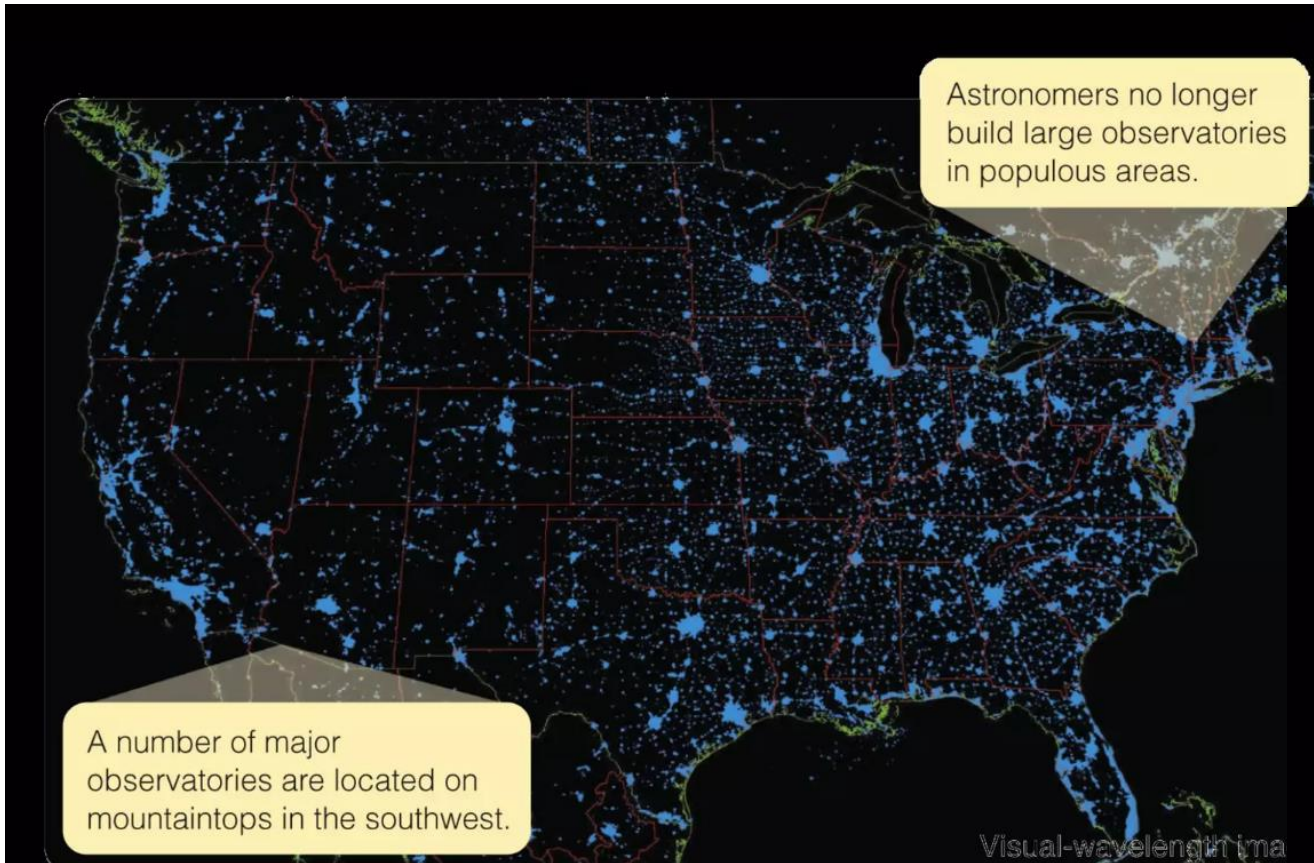 Astronomers no longer
build large observatories
in populous areas.
A number of major
observatories are located on
mountaintops in the southwest.
Visual-wavelength ima